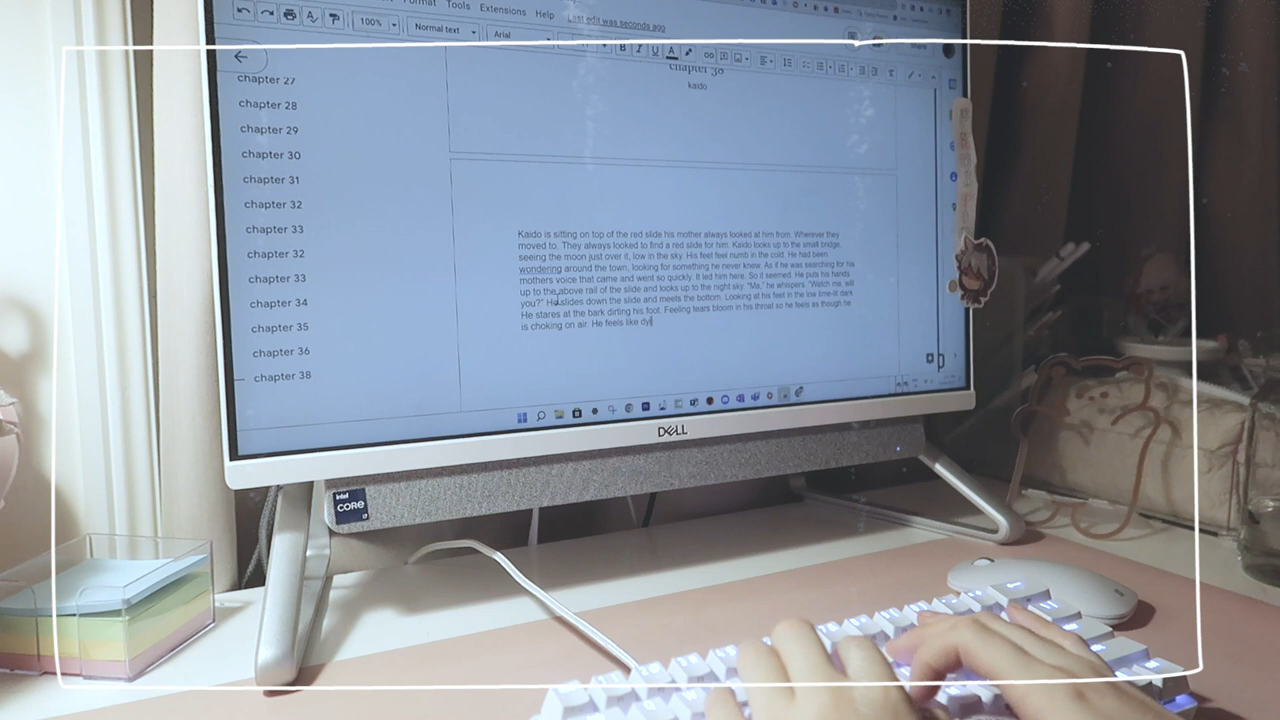 Format Tools Extensions Help Last edit was seconds ago
100% Normal text Arial B I U A
chapter 27
chapter 28
chapter 29
chapter 30
chapter 31
chapter 32
chapter 33
chapter 32
chapter 33
chapter 34
chapter 35
chapter 36
chapter 38
chapter 38
kaido
Kaido is sitting on top of the red slide his mother always looked at him from. Wherever they
moved to. They always looked to find a red slide for him. Kaido looks up to the small bridge,
seeing the moon just over it, low in the sky. His feet feel numb in the cold. He had been
wondering around the town, looking for something he never knew. As if he was searching for his
mothers voice that came and went so quickly. It led him here. So it seemed. He puts his hands
up to the above rail of the slide and looks up to the night sky. "Ma," he whispers. "Watch me, will
you?" He slides down the slide and meets the bottom. Looking at his feet in the low time-lit dark
He stares at the bark dirting his foot. Feeling tears bloom in his throat so he feels as though he
is choking on air. He feels like dy
DELL
intel
CORE
i7